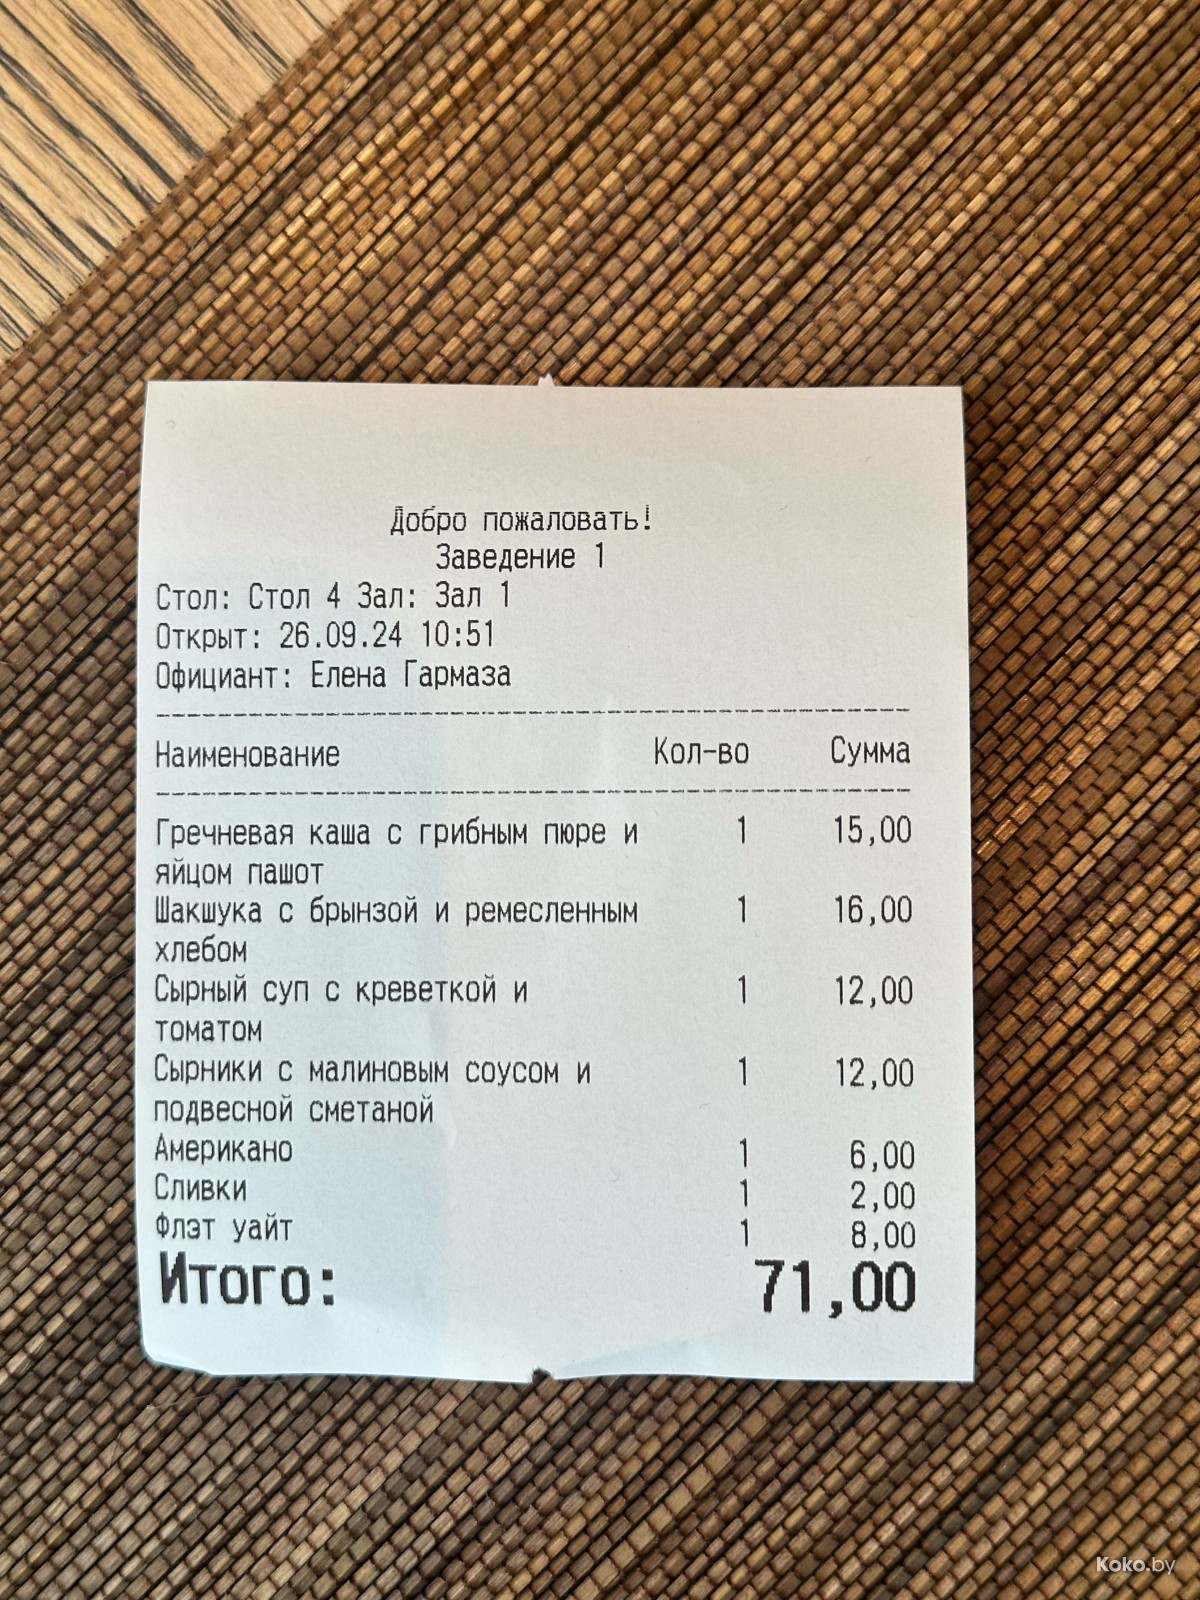 Добро пожаловать!
Заведение 1
Стол: Стол 4 Зал: Зал 1
Открыт: 26.09.24 10:51
Официант: Елена Гармаза
Наименование Кол-во Сумма
Гречневая каша с грибным пюре и 1 15,00
яйцом пашот
Шакшука с брынзой и ремесленным 1 16,00
хлебом
Сырный суп с креветкой и 1 12,00
томатом
Сырники с малиновым соусом и 1 12,00
подвесной сметаной
Американо 1 6,00
Сливки 1 2,00
Флэт уайт 1 8,00
Итого: 71,00
Koko.by